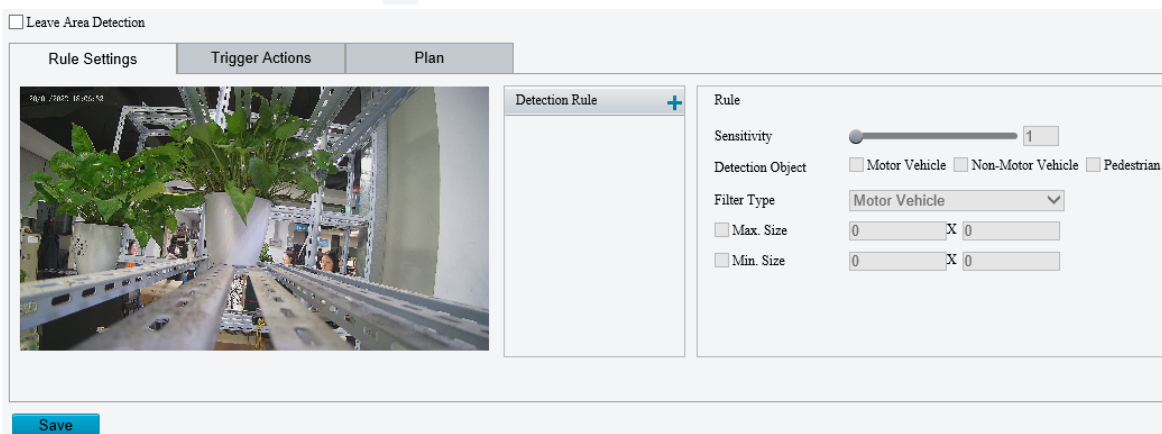 Leave Area Detection
Rule Settings
Trigger Actions
Plan
Detection Rule
+
Rule
Sensitivity
1
Detection Object
Motor Vehicle
Non-Motor Vehicle
Pedestrian
Filter Type
Motor Vehicle
Max. Size
0 X 0
Min. Size
0 X 0
Save